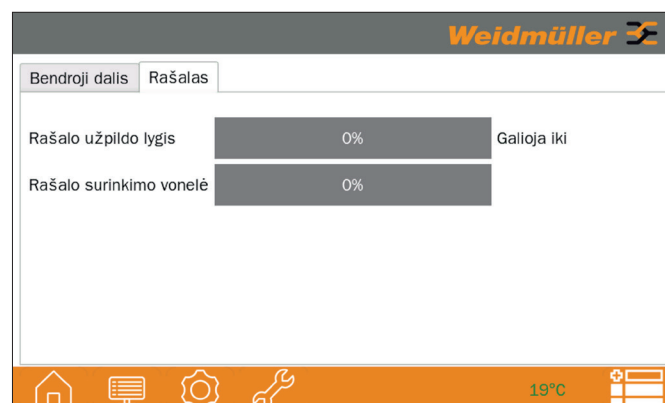 Weidmüller
Bendroji dalis Rašalas
Rašalo užpildo lygis 0% Galioja iki
Rašalo surinkimo vonelė 0%
19°C